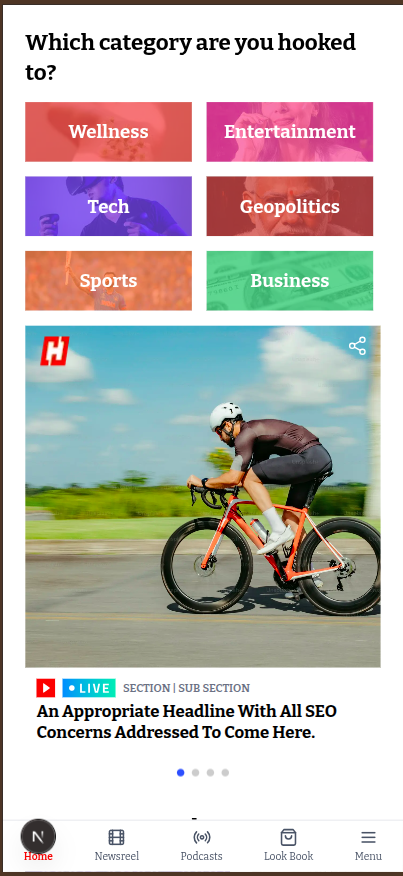 Which category are you hooked
to?
Wellness
Entertainment
Tech
Geopolitics
Sports
Business
H
LIVE
SECTION | SUB SECTION
An Appropriate Headline With All SEO
Concerns Addressed To Come Here.
N
Home
Newsreel
Podcasts
Look Book
Menu